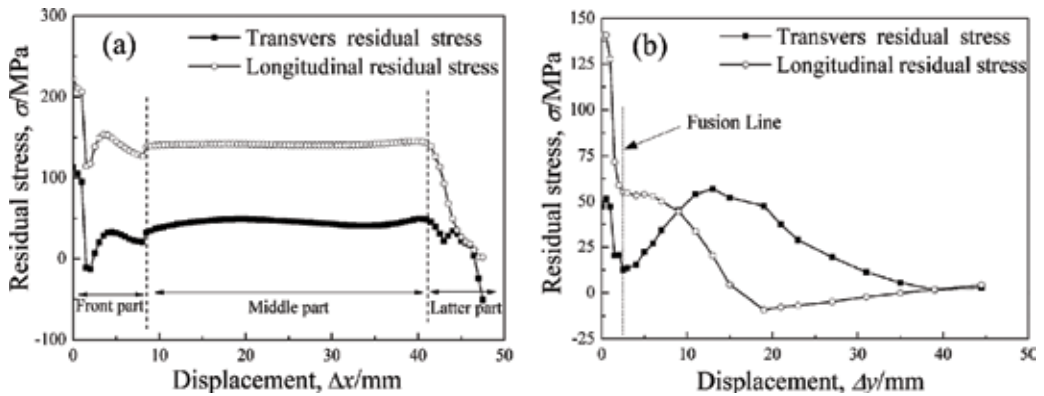 (a)
Transvers residual stress
Longitudinal residual stress
Residual stress, σ/MPa
300
200
100
0
-100
Front part
Middle part
Latter part
0 10 20 30 40 50
Displacement, Δx/mm
(b)
Transvers residual stress
Longitudinal residual stress
Fusion Line
Residual stress, σ/MPa
150
125
100
75
50
25
0
-25
0 10 20 30 40 50
Displacement, Δy/mm